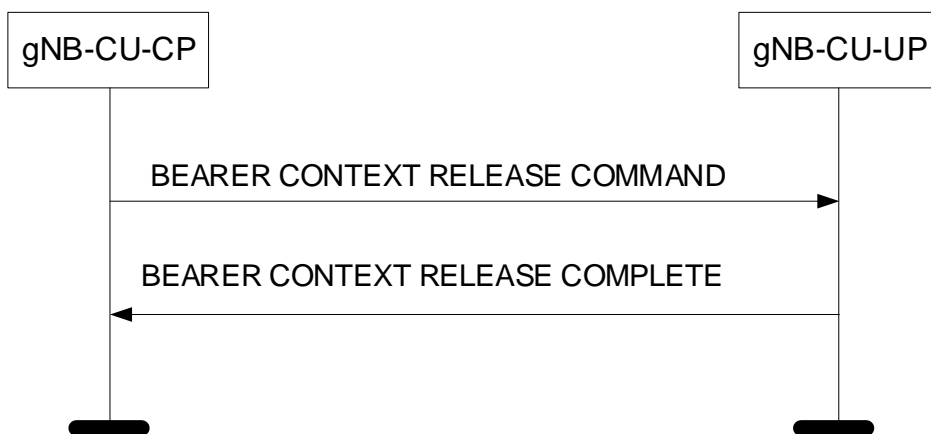 gNB-CU-CP
gNB-CU-UP
BEARER CONTEXT RELEASE COMMAND
BEARER CONTEXT RELEASE COMPLETE